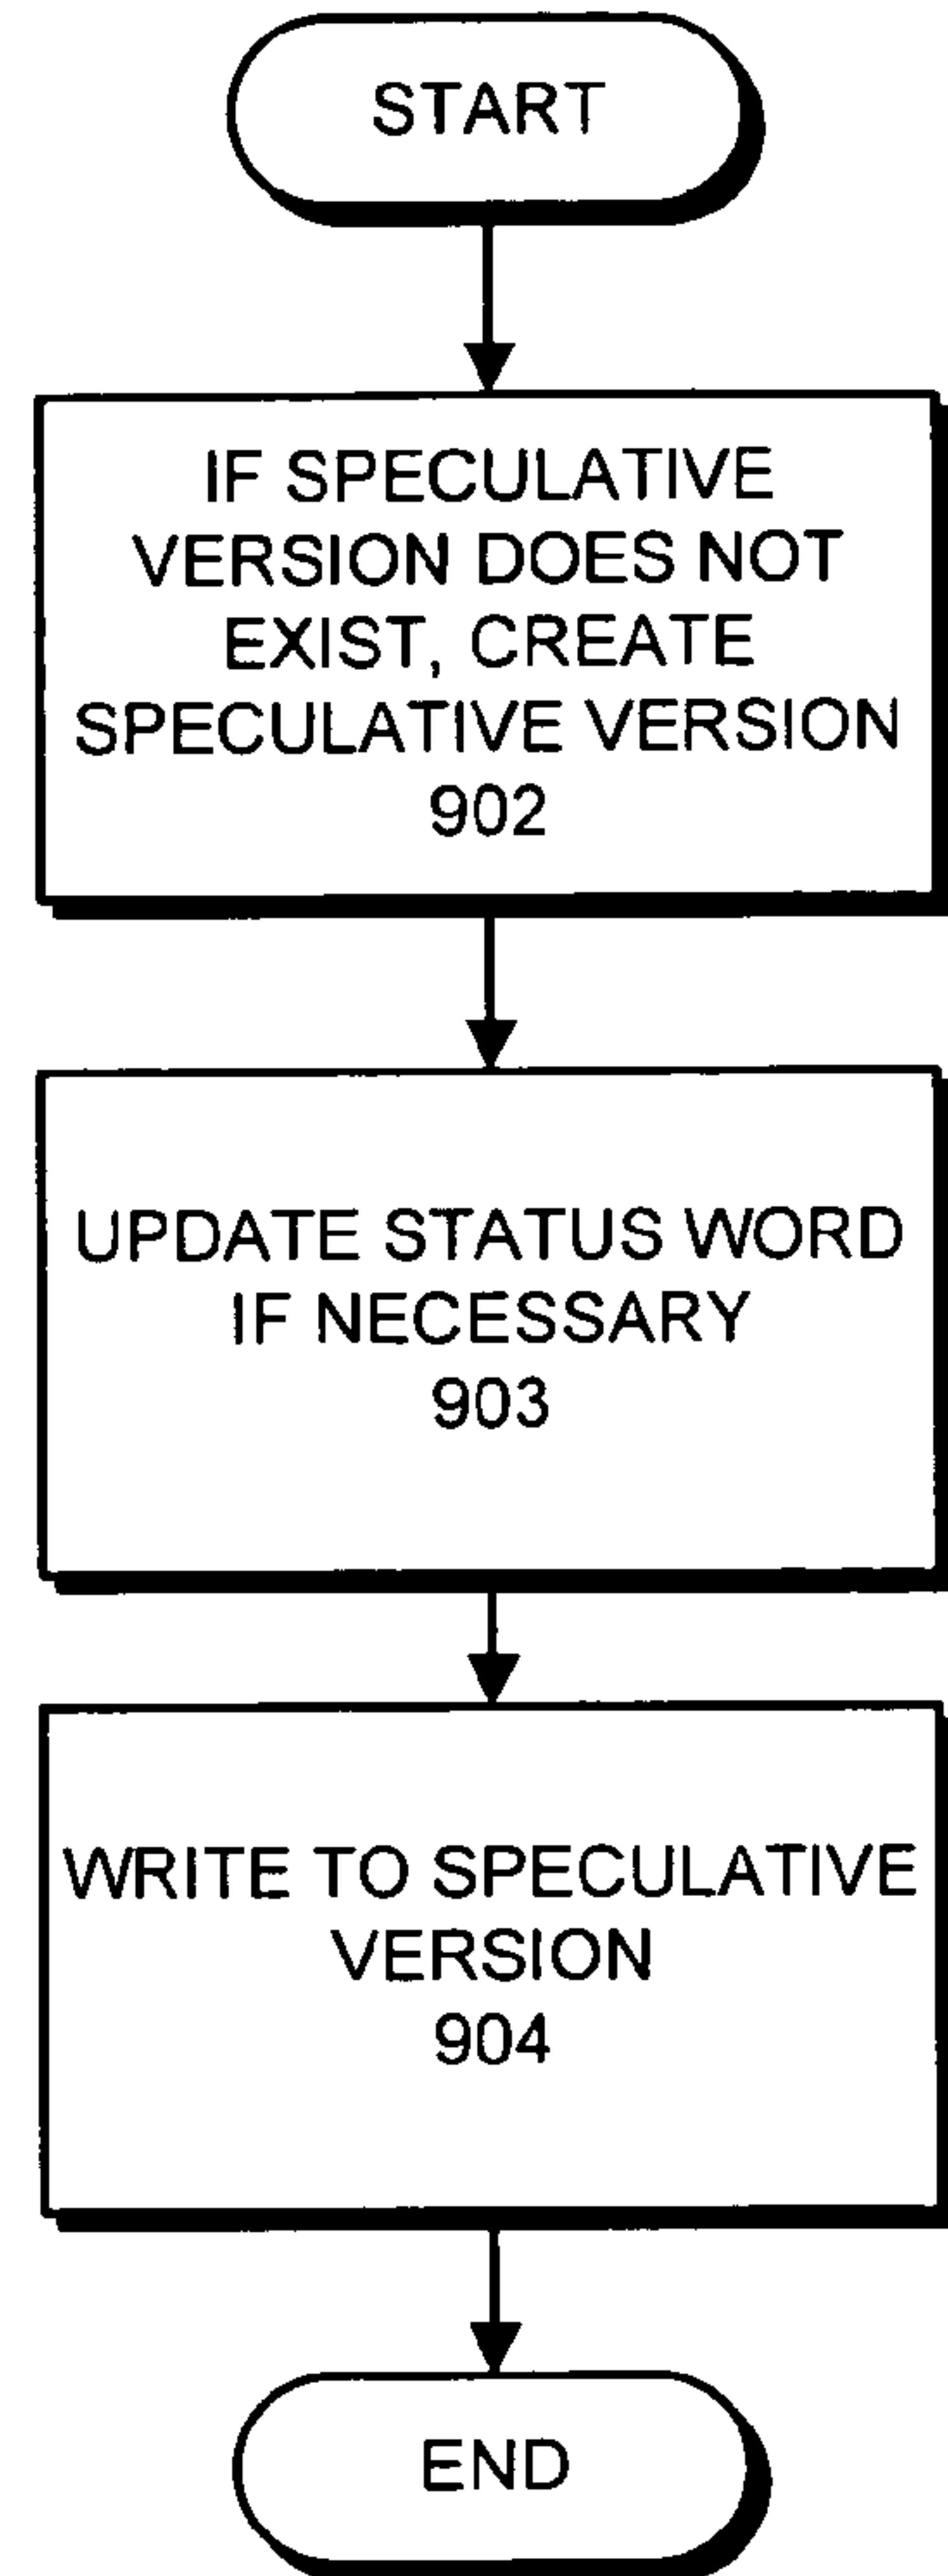 START
IF SPECULATIVE
VERSION DOES NOT
EXIST, CREATE
SPECULATIVE VERSION
902
UPDATE STATUS WORD
IF NECESSARY
903
WRITE TO SPECULATIVE
VERSION
904
END